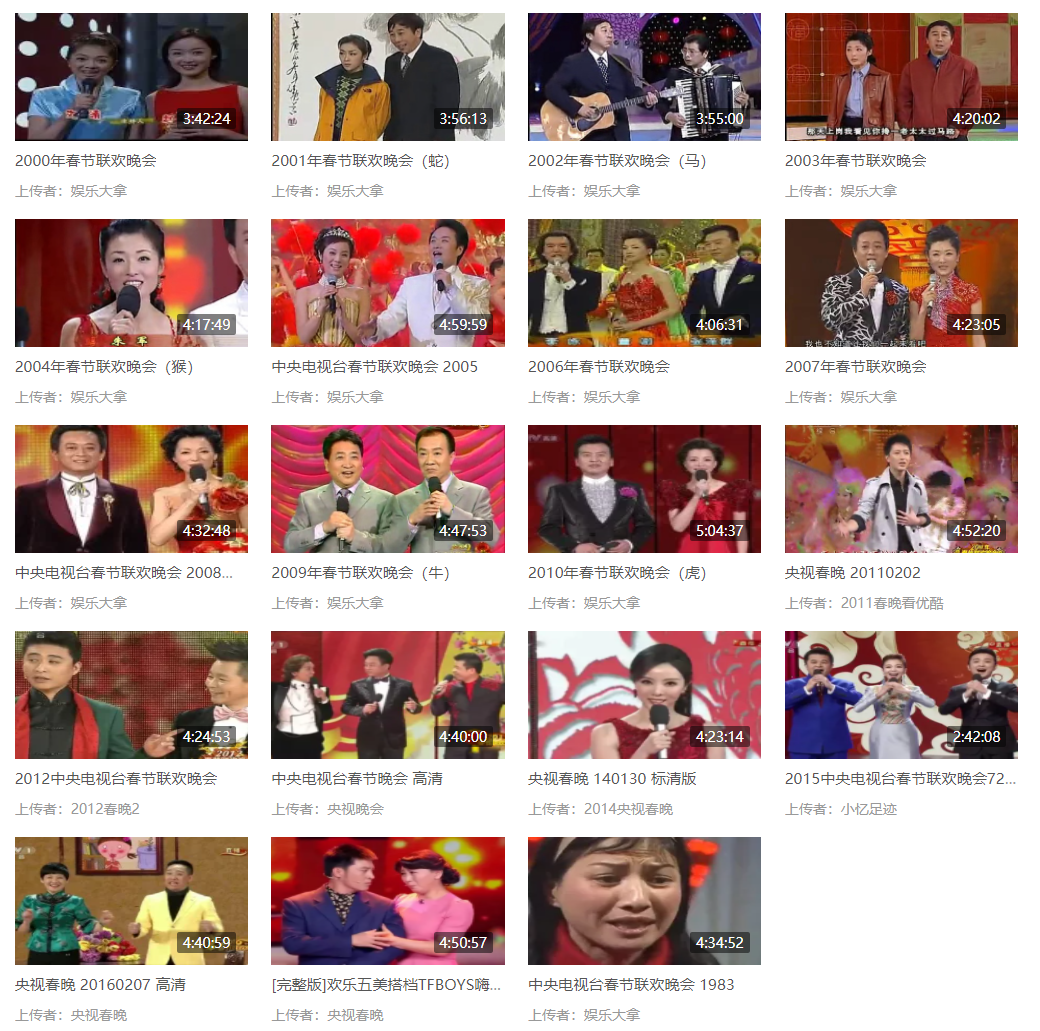 3:42:24
3:56:13
3:55:00
那天上岗我看见你搀一老太太过马路
4:20:02
2000年春节联欢晚会
2001年春节联欢晚会（蛇）
2002年春节联欢晚会（马）
2003年春节联欢晚会
上传者：娱乐大拿
上传者：娱乐大拿
上传者：娱乐大拿
上传者：娱乐大拿
4:17:49
朱 军
4:59:59
4:06:31
4:23:05
2004年春节联欢晚会（猴）
中央电视台春节联欢晚会 2005
2006年春节联欢晚会
2007年春节联欢晚会
上传者：娱乐大拿
上传者：娱乐大拿
上传者：娱乐大拿
上传者：娱乐大拿
4:32:48
4:47:53
5:04:37
4:52:20
中央电视台春节联欢晚会 2008...
2009年春节联欢晚会（牛）
2010年春节联欢晚会（虎）
央视春晚 20110202
上传者：娱乐大拿
上传者：娱乐大拿
上传者：娱乐大拿
上传者：2011春晚看优酷
4:24:53
2012
4:40:00
4:23:14
2:42:08
2012中央电视台春节联欢晚会
中央电视台春节晚会 高清
央视春晚 140130 标清版
2015中央电视台春节联欢晚会72...
上传者：2012春晚2
上传者：央视晚会
上传者：2014央视春晚
上传者：小忆足迹
4:40:59
4:50:57
4:34:52
央视春晚 20160207 高清
[完整版]欢乐五美搭档TFBOYS嗨...
中央电视台春节联欢晚会 1983
上传者：央视春晚
上传者：央视春晚
上传者：娱乐大拿